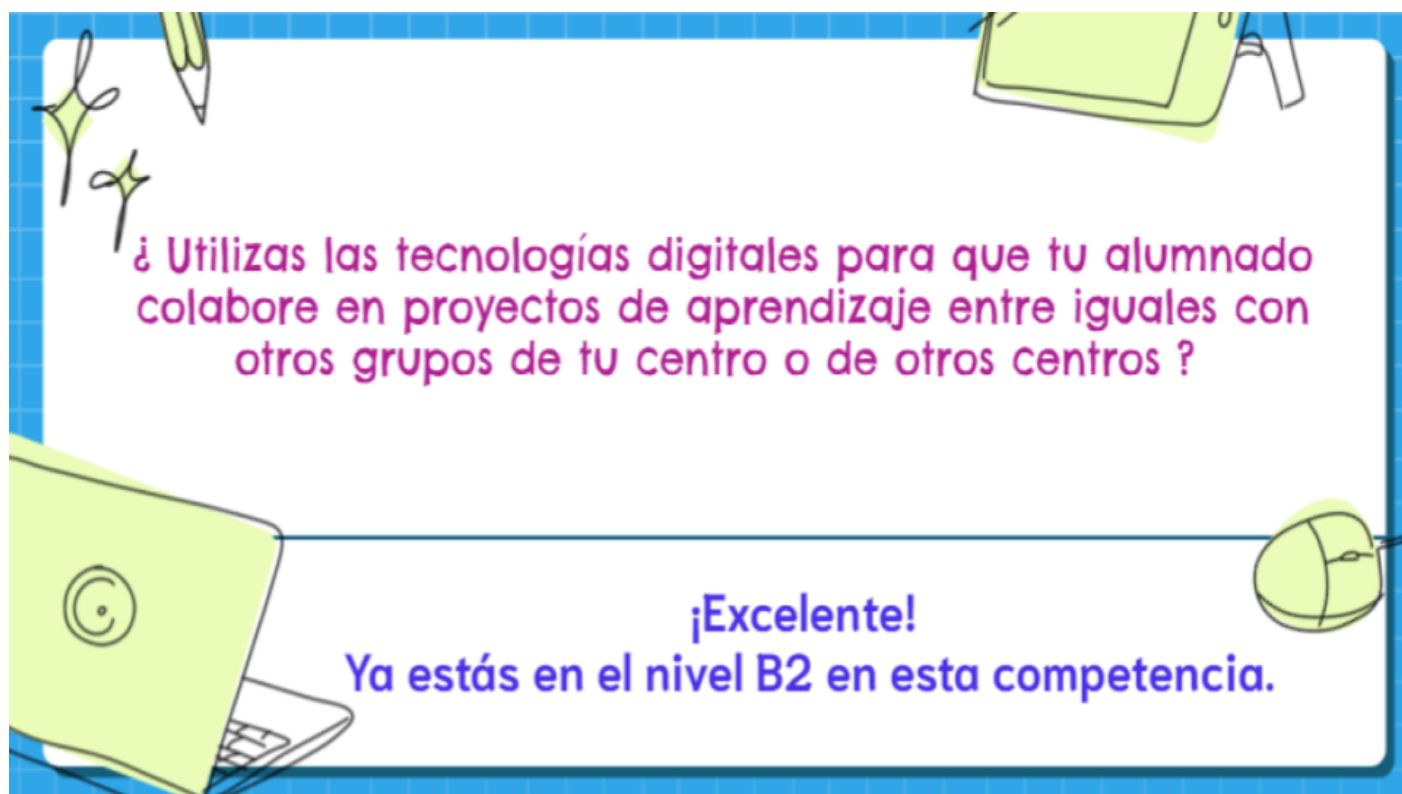 ¿ Utilizas las tecnologías digitales para que tu alumnado
colabore en proyectos de aprendizaje entre iguales con
otros grupos de tu centro o de otros centros ?
¡Excelente!
Ya estás en el nivel B2 en esta competencia.